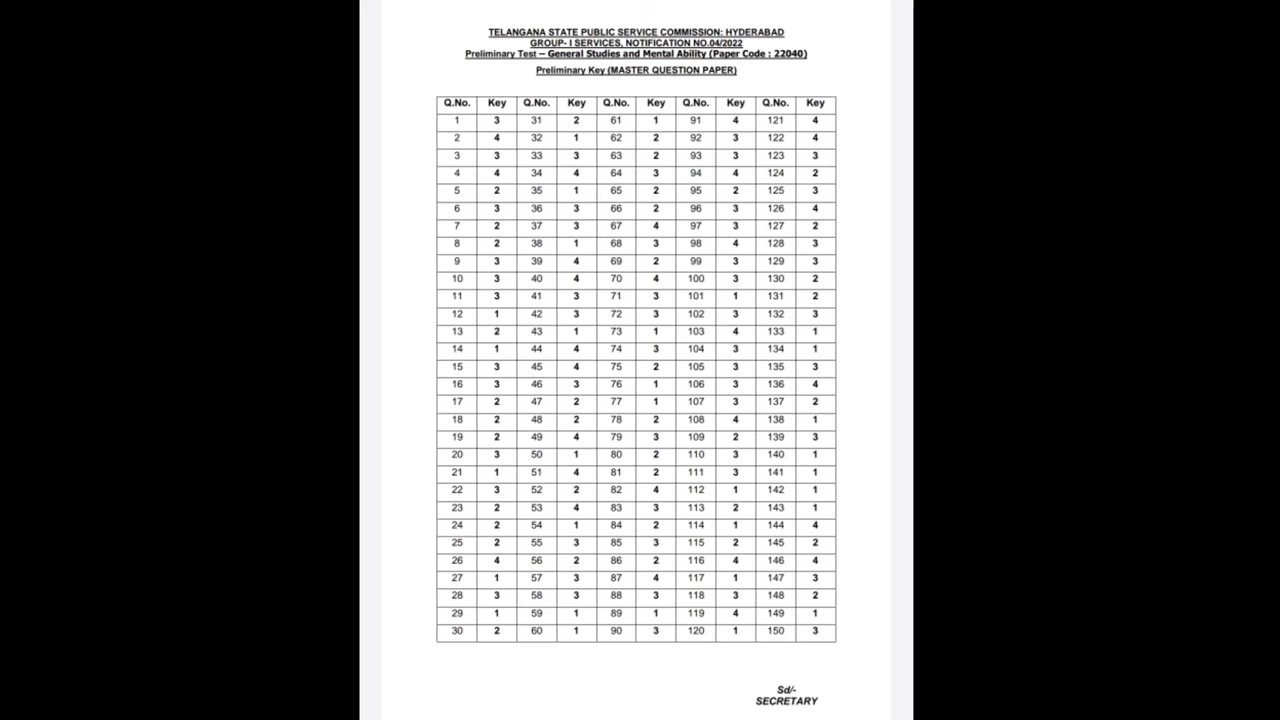 TELANGANA STATE PUBLIC SERVICE COMMISSION: HYDERABAD
GROUP- I SERVICES, NOTIFICATION NO.04/2022
Preliminary Test – General Studies and Mental Ability (Paper Code : 22040)
Preliminary Key (MASTER QUESTION PAPER)
Q.No. Key Q.No. Key Q.No. Key Q.No. Key Q.No. Key
1 3 31 2 61 1 91 4 121 4
2 4 32 1 62 2 92 3 122 4
3 3 33 3 63 2 93 3 123 3
4 4 34 4 64 3 94 4 124 2
5 2 35 1 65 2 95 2 125 3
6 3 36 3 66 2 96 3 126 4
7 2 37 3 67 4 97 3 127 2
8 2 38 1 68 3 98 4 128 3
9 3 39 4 69 2 99 3 129 3
10 3 40 4 70 4 100 3 130 2
11 3 41 3 71 3 101 1 131 2
12 1 42 3 72 3 102 3 132 3
13 2 43 1 73 1 103 4 133 1
14 1 44 4 74 3 104 3 134 1
15 3 45 4 75 2 105 3 135 3
16 3 46 3 76 1 106 3 136 4
17 2 47 2 77 1 107 3 137 2
18 2 48 2 78 2 108 4 138 1
19 2 49 4 79 3 109 2 139 3
20 3 50 1 80 2 110 3 140 1
21 1 51 4 81 2 111 3 141 1
22 3 52 2 82 4 112 1 142 1
23 2 53 4 83 3 113 2 143 1
24 2 54 1 84 2 114 1 144 4
25 2 55 3 85 3 115 2 145 2
26 4 56 2 86 2 116 4 146 4
27 1 57 3 87 4 117 1 147 3
28 3 58 3 88 3 118 3 148 2
29 1 59 1 89 1 119 4 149 1
30 2 60 1 90 3 120 1 150 3
Sd/-
SECRETARY